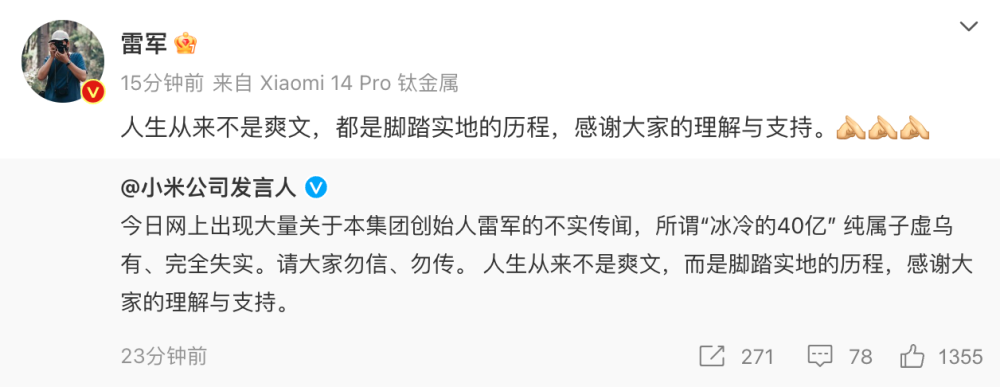 雷军
15分钟前 来自 Xiaomi 14 Pro 钛金属
人生从来不是爽文，都是脚踏实地的历程，感谢大家的理解与支持。
@小米公司发言人
今日网上出现大量关于本集团创始人雷军的不实传闻，所谓“冰冷的40亿” 纯属子虚乌
有、完全失实。请大家勿信、勿传。 人生从来不是爽文，而是脚踏实地的历程，感谢大
家的理解与支持。
23分钟前 271 78 1355